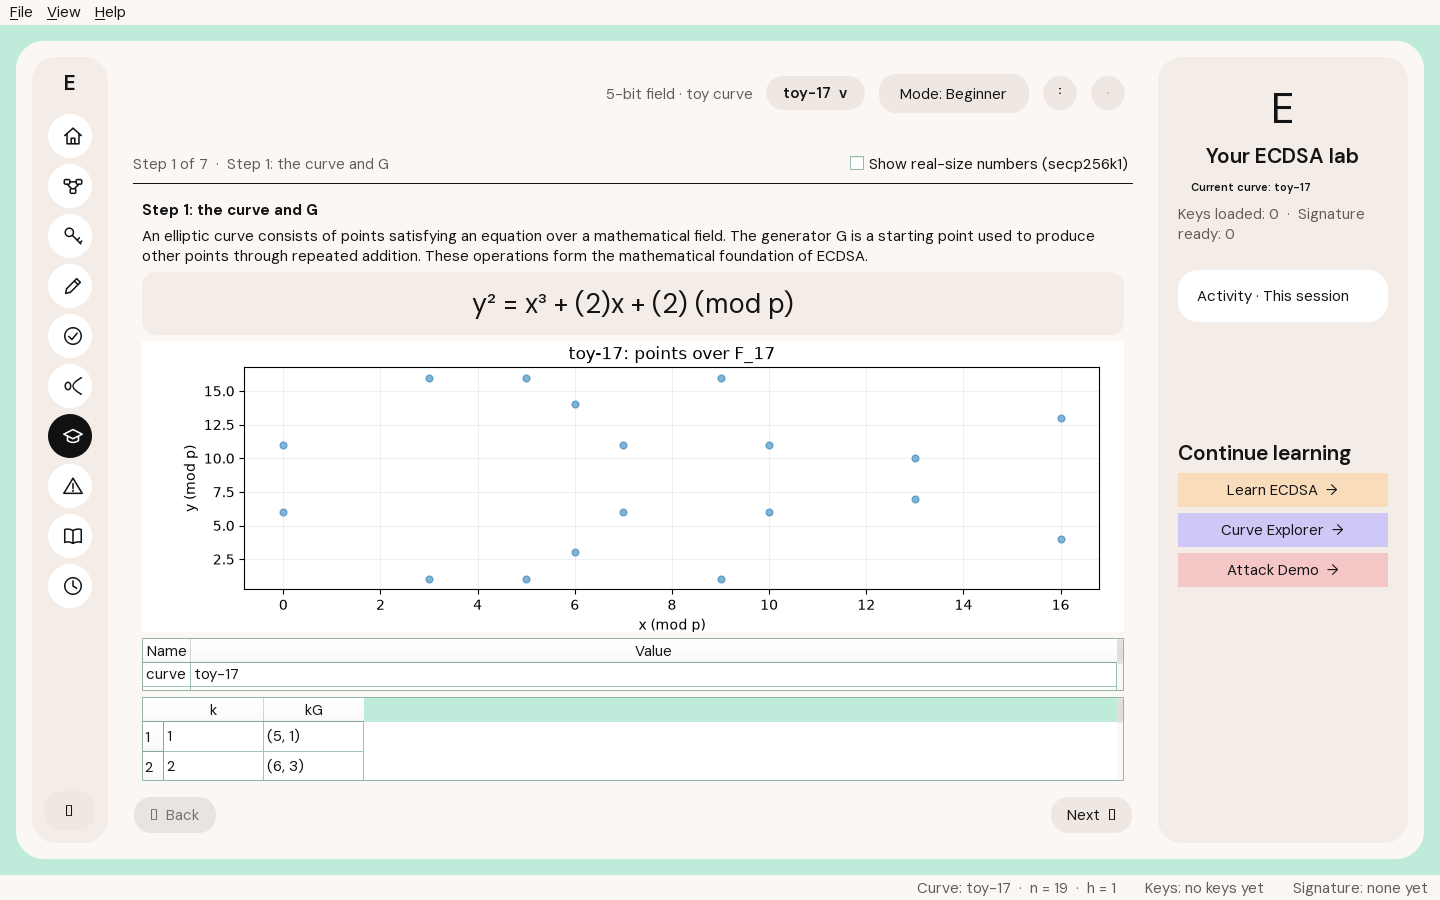 File View Help
E
5-bit field · toy curve toy-17 v Mode: Beginner :
Step 1 of 7 · Step 1: the curve and G
Show real-size numbers (secp256k1)
Step 1: the curve and G
An elliptic curve consists of points satisfying an equation over a mathematical field. The generator G is a starting point used to produce
other points through repeated addition. These operations form the mathematical foundation of ECDSA.
y² = x³ + (2)x + (2) (mod p)
toy-17: points over F_17
y (mod p)
15.0
12.5
10.0
7.5
5.0
2.5
0 2 4 6 8 10 12 14 16
x (mod p)
Name Value
curve toy-17
k kG
1 1 (5, 1)
2 2 (6, 3)
Back
Next
E
Your ECDSA lab
Current curve: toy-17
Keys loaded: 0 · Signature
ready: 0
Activity · This session
Continue learning
Learn ECDSA →
Curve Explorer →
Attack Demo →
Curve: toy-17 · n = 19 · h = 1 Keys: no keys yet Signature: none yet